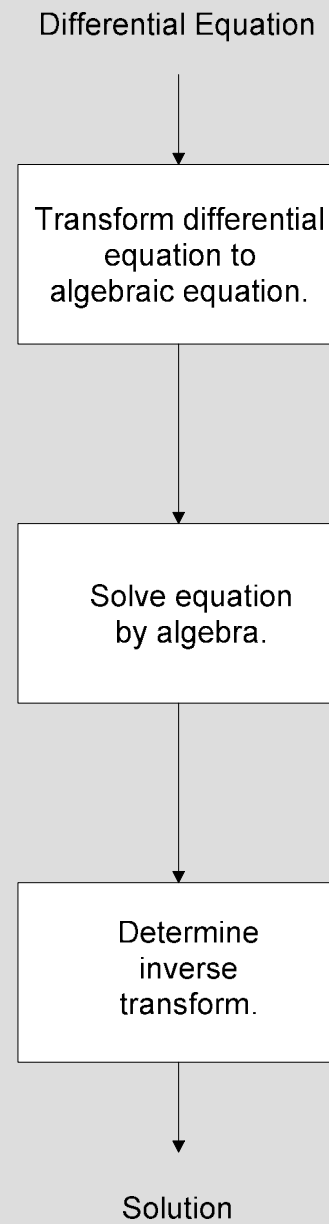 Differential Equation
Transform differential
equation to
algebraic equation.
Solve equation
by algebra.
Determine
inverse
transform.
Solution